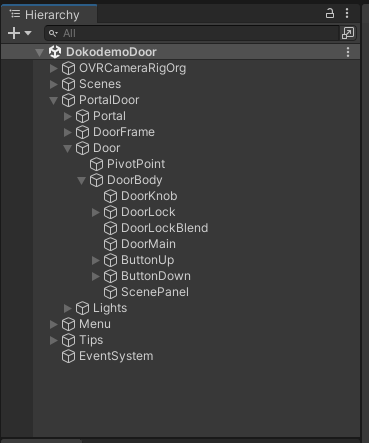 Hierarchy
All
DokodemoDoor
OVRCameraRigOrg
Scenes
PortalDoor
Portal
DoorFrame
Door
PivotPoint
DoorBody
DoorKnob
DoorLock
DoorLockBlend
DoorMain
ButtonUp
ButtonDown
ScenePanel
Lights
Menu
Tips
EventSystem